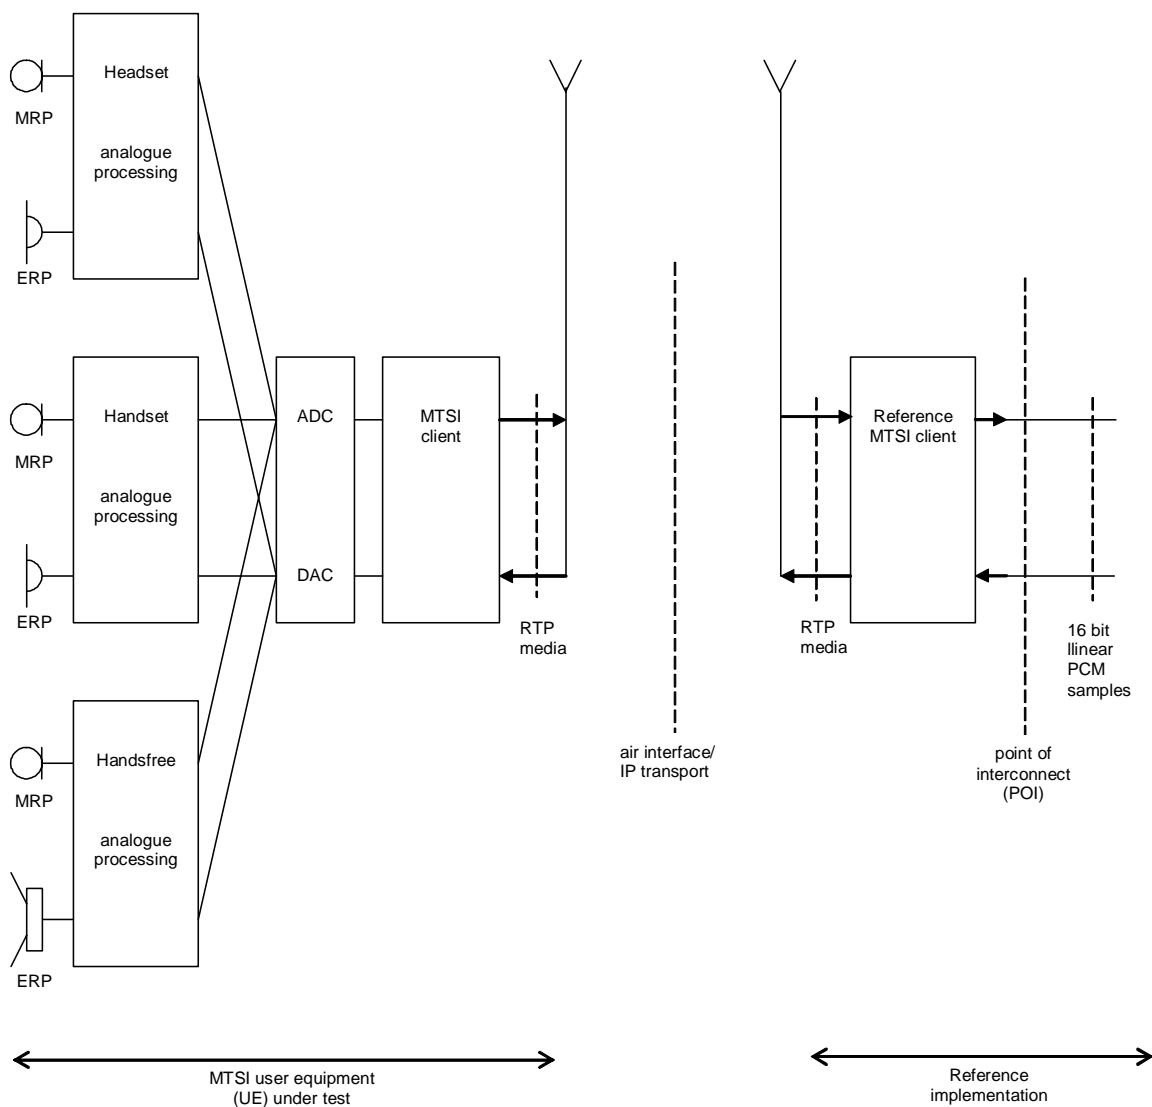 Headset
MRP
analogue
processing
ERP
Handset
MRP
analogue
processing
ERP
Handsfree
MRP
analogue
processing
ERP
ADC
DAC
MTSI
client
RTP
media
air interface/
IP transport
Reference
MTSI client
RTP
media
point of
interconnect
(POI)
16 bit
llinear
PCM
samples
MTSI user equipment
(UE) under test
Reference
implementation